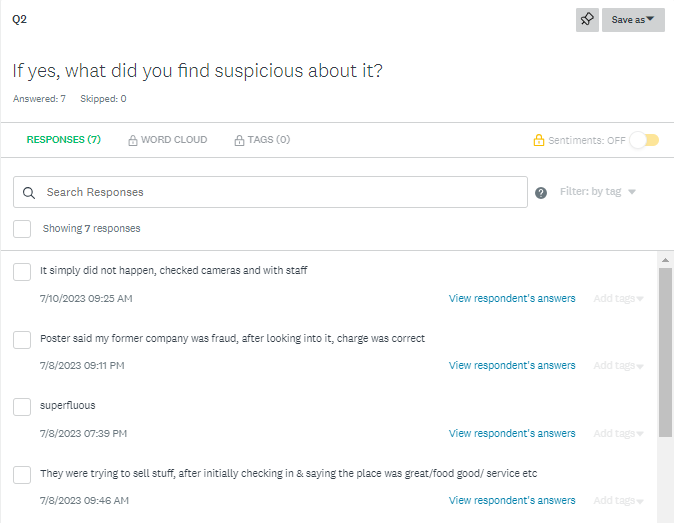 Q2
Save as
If yes, what did you find suspicious about it?
Answered: 7 Skipped: 0
RESPONSES (7) WORD CLOUD TAGS (0) Sentiments: OFF
Search Responses ? Filter: by tag
Showing 7 responses
It simply did not happen, checked cameras and with staff
7/10/2023 09:25 AM View respondent's answers Add tags
Poster said my former company was fraud, after looking into it, charge was correct
7/8/2023 09:11 PM View respondent's answers Add tags
superfluous
7/8/2023 07:39 PM View respondent's answers Add tags
They were trying to sell stuff, after initially checking in & saying the place was great/food good/ service etc
7/8/2023 09:46 AM View respondent's answers Add tags